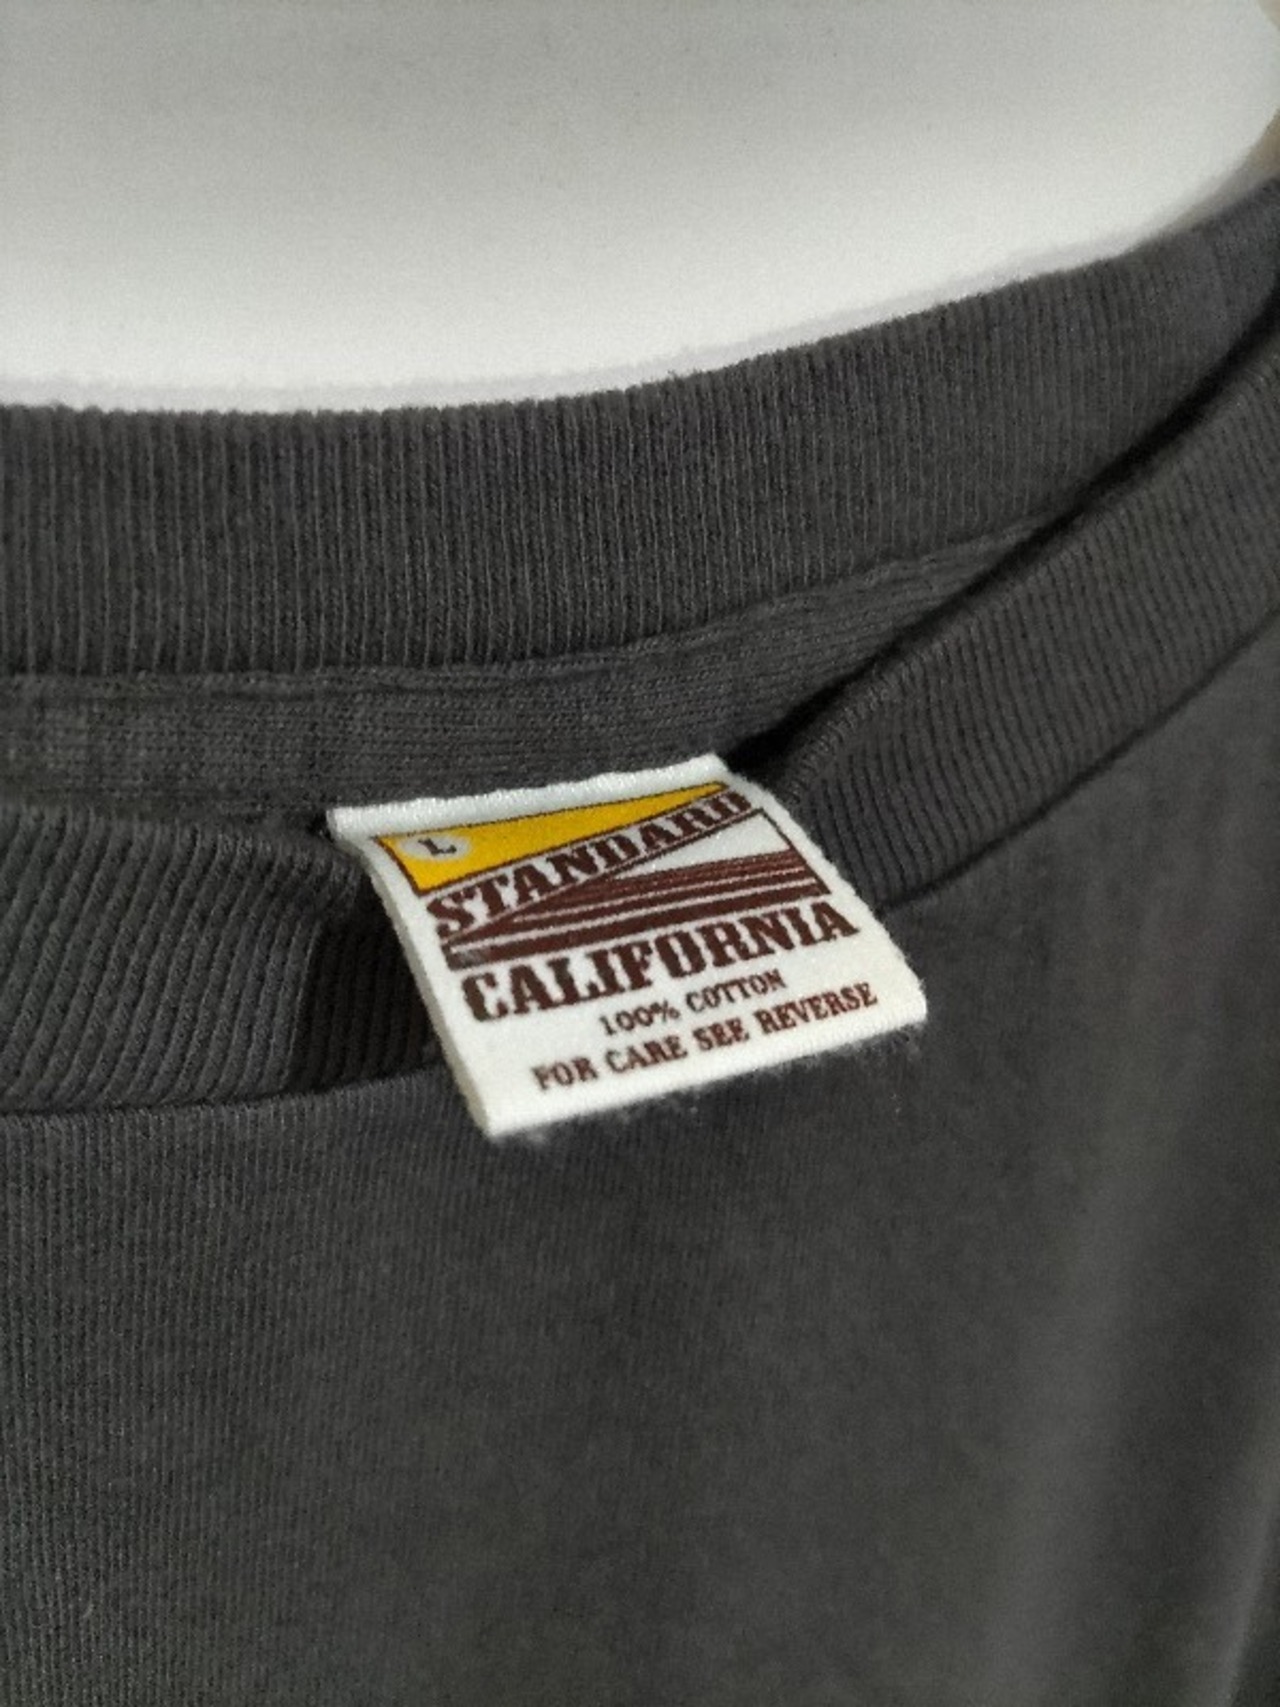 L
STANDARD
CALIFORNIA
100% COTTON
FOR CARE SEE REVERSE